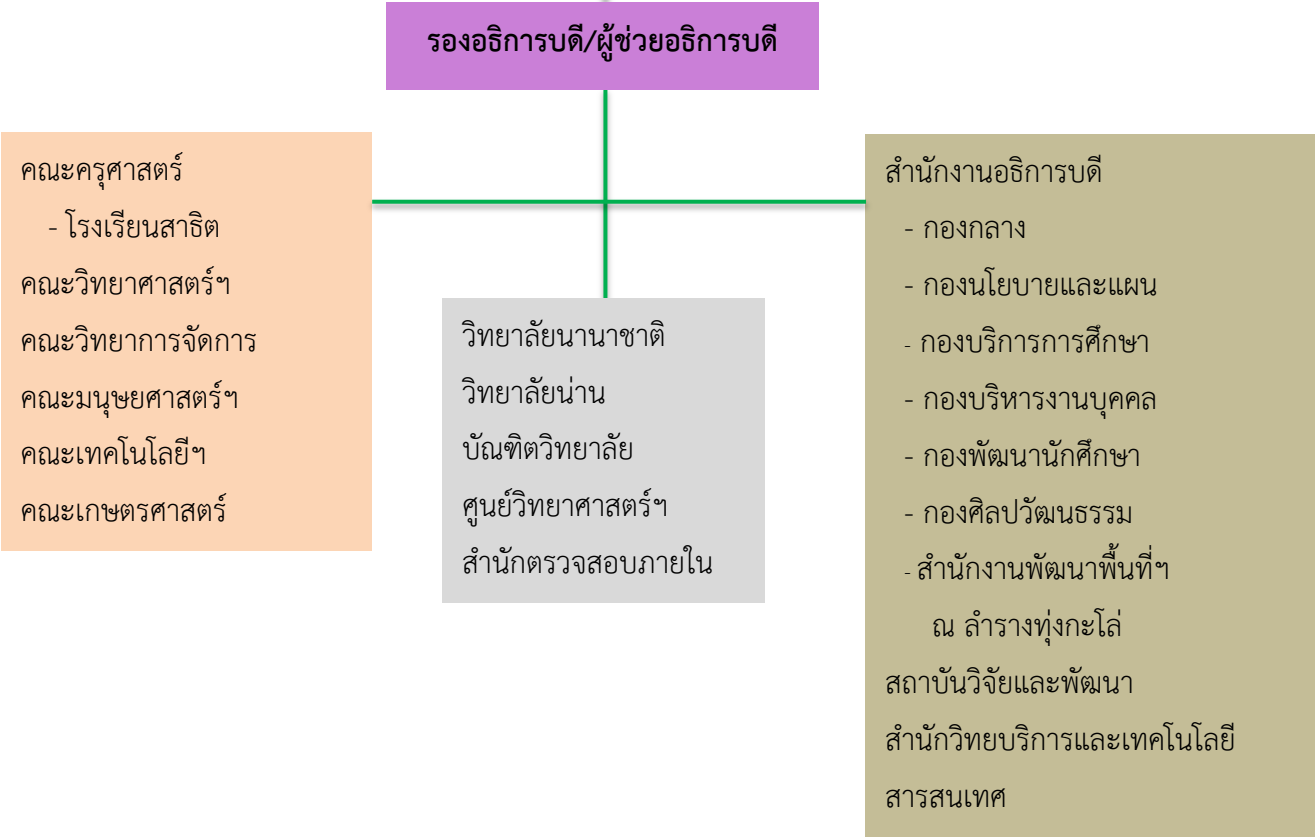 รองอธิการบดี/ผู้ช่วยอธิการบดี
คณะครุศาสตร์
- โรงเรียนสาธิต
คณะวิทยาศาสตร์ฯ
คณะวิทยาการจัดการ
คณะมนุษยศาสตร์ฯ
คณะเทคโนโลยีฯ
คณะเกษตรศาสตร์
วิทยาลัยนานาชาติ
วิทยาลัยน่าน
บัณฑิตวิทยาลัย
ศูนย์วิทยาศาสตร์ฯ
สำนักตรวจสอบภายใน
สำนักงานอธิการบดี
- กองกลาง
- กองนโยบายและแผน
- กองบริการการศึกษา
- กองบริหารงานบุคคล
- กองพัฒนานักศึกษา
- กองศิลปวัฒนธรรม
- สำนักงานพัฒนาพื้นที่ฯ
ณ ลำรางทุ่งกะโล่
สถาบันวิจัยและพัฒนา
สำนักวิทยบริการและเทคโนโลยี
สารสนเทศ